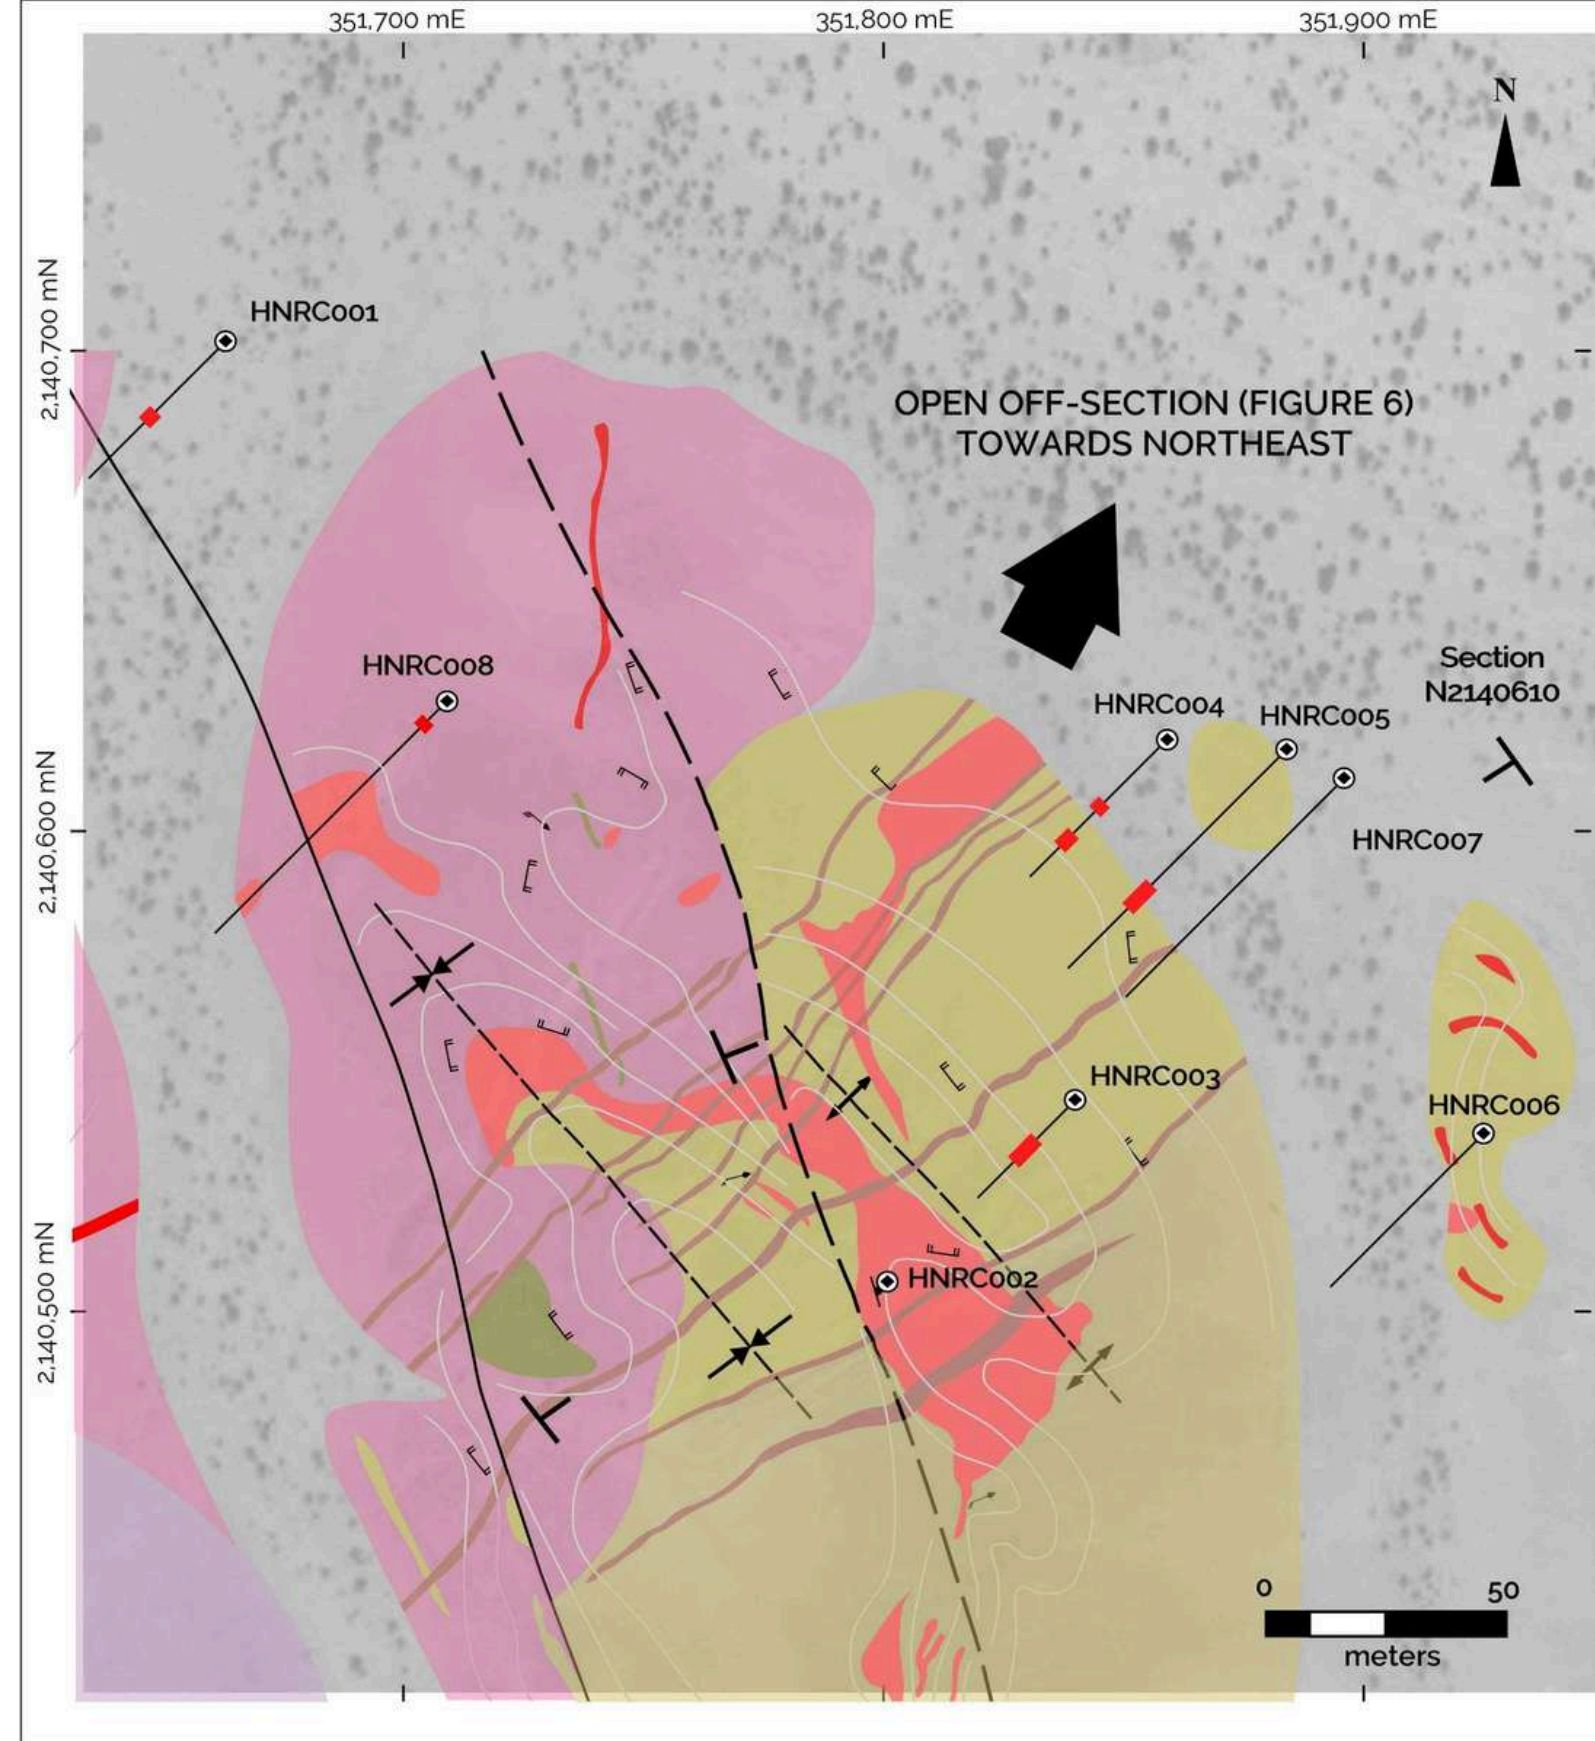 351,700 mE
351,800 mE
351,900 mE
N
2,140,700 mN
HNRC001
OPEN OFF-SECTION (FIGURE 6)
TOWARDS NORTHEAST
HNRC008
Section
N2140610
HNRC004
HNRC005
2,140,600 mN
HNRC007
HNRC003
HNRC006
2,140,500 mN
HNRC002
0
50
meters